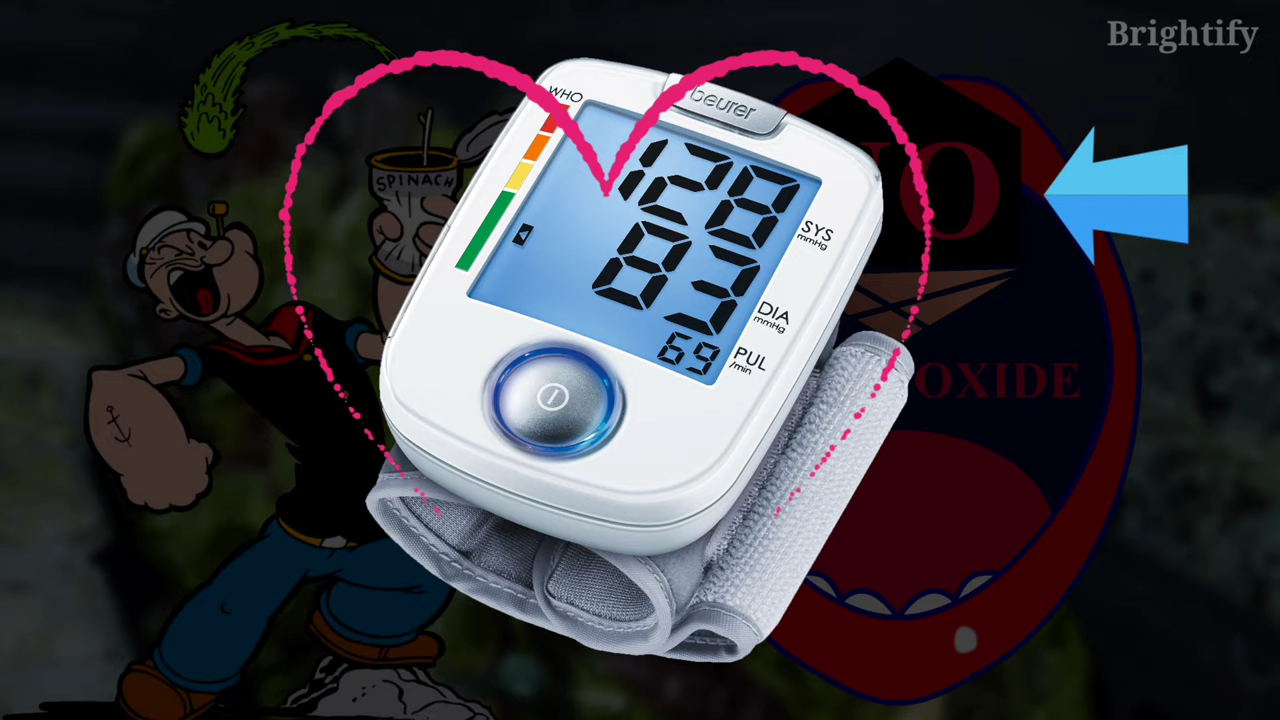 Brightify
WHO
beurer
128
SYS
mmHg
83
DIA
mmHg
69
PUL
/min
SPINACH
NO
OXIDE